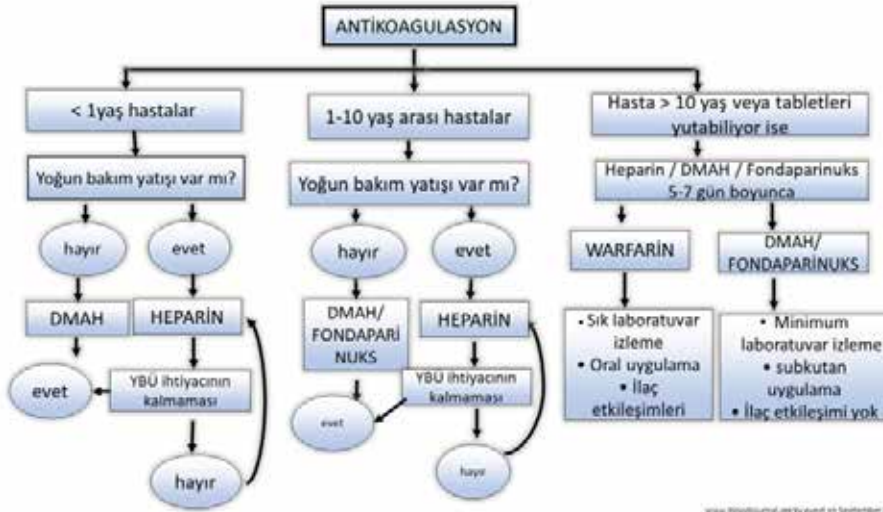 ANTİKOAGULASYON
< 1yaş hastalar
Yoğun bakım yatışı var mı?
hayır
evet
DMAH
HEPARİN
evet
YBÜ ihtiyacının
kalmaması
hayır
1-10 yaş arası hastalar
Yoğun bakım yatışı var mı?
hayır
evet
DMAH/
FONDAPARİ
NUKS
HEPARİN
YBÜ ihtiyacının
kalmaması
evet
hayır
Hasta > 10 yaş veya tabletleri
yutabiliyor ise
Heparin / DMAH / Fondaparinuks
5-7 gün boyunca
WARFARİN
DMAH/
FONDAPARİNUKS
• Sık laboratuvar
izleme
• Oral uygulama
• İlaç
etkileşimleri
• Minimum
laboratuvar izleme
• subkutan
uygulama
• İlaç etkileşimi yok